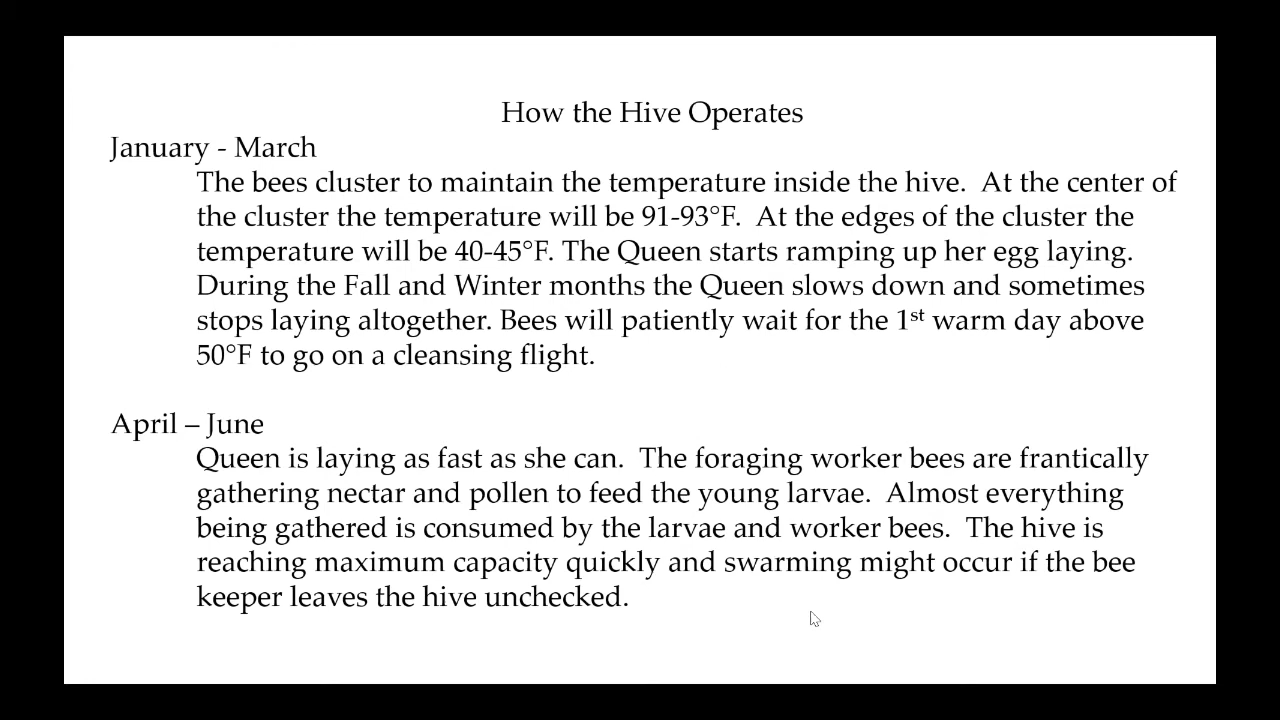 How the Hive Operates
January - March
The bees cluster to maintain the temperature inside the hive.  At the center of
the cluster the temperature will be 91-93°F.  At the edges of the cluster the
temperature will be 40-45°F. The Queen starts ramping up her egg laying.
During the Fall and Winter months the Queen slows down and sometimes
stops laying altogether. Bees will patiently wait for the 1st warm day above
50°F to go on a cleansing flight.
April – June
Queen is laying as fast as she can.  The foraging worker bees are frantically
gathering nectar and pollen to feed the young larvae.  Almost everything
being gathered is consumed by the larvae and worker bees.  The hive is
reaching maximum capacity quickly and swarming might occur if the bee
keeper leaves the hive unchecked.